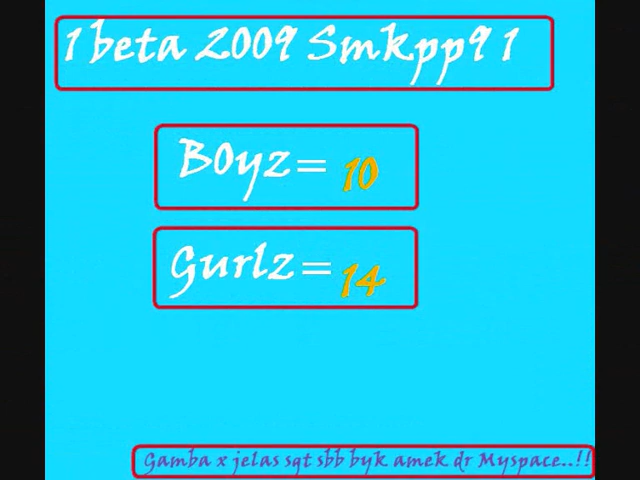 1 beta 2009 Smkpp9 1
B0yz= 10
Gurlz= 14
Gamba x jelas sgt sbb byk amek dr Myspace..!!